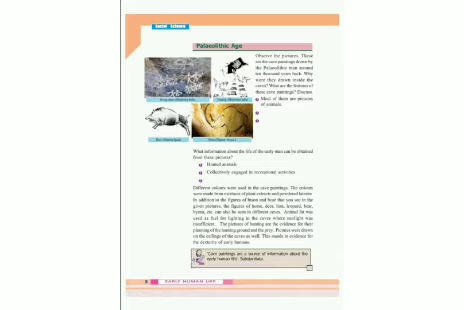 Social Science
Palaeolithic Age
Observe the pictures. These
are the cave paintings drawn by
the Palaeolithic man around
ten thousand years back. Why
were they drawn inside the
caves? What are the features of
these cave paintings? Discuss.
Most of them are pictures
of animals.
What information about the life of the early man can be obtained
from these pictures?
Hunted animals
Collectively engaged in recreational activities
Different colours were used in the cave paintings. The colours
were made from mixtures of plant extracts and powdered
In addition to the figures of bison and boar that you see in the
given pictures, the figures of horse, deer, lion, leopard, bear,
hyena, etc. can also be seen in different caves. Animal fat was
used as fuel for lighting in the caves where sunlight was
insufficient. The pictures of hunting are the evidence for their
planning of the hunting ground and the prey. Pictures were drawn
on the ceilings of the caves as well. This stands as evidence for
the dexterity of early humans.
'Cave paintings are a source of information about the
early human life'. Substantiate.
8 EARLY HUMAN LIFE